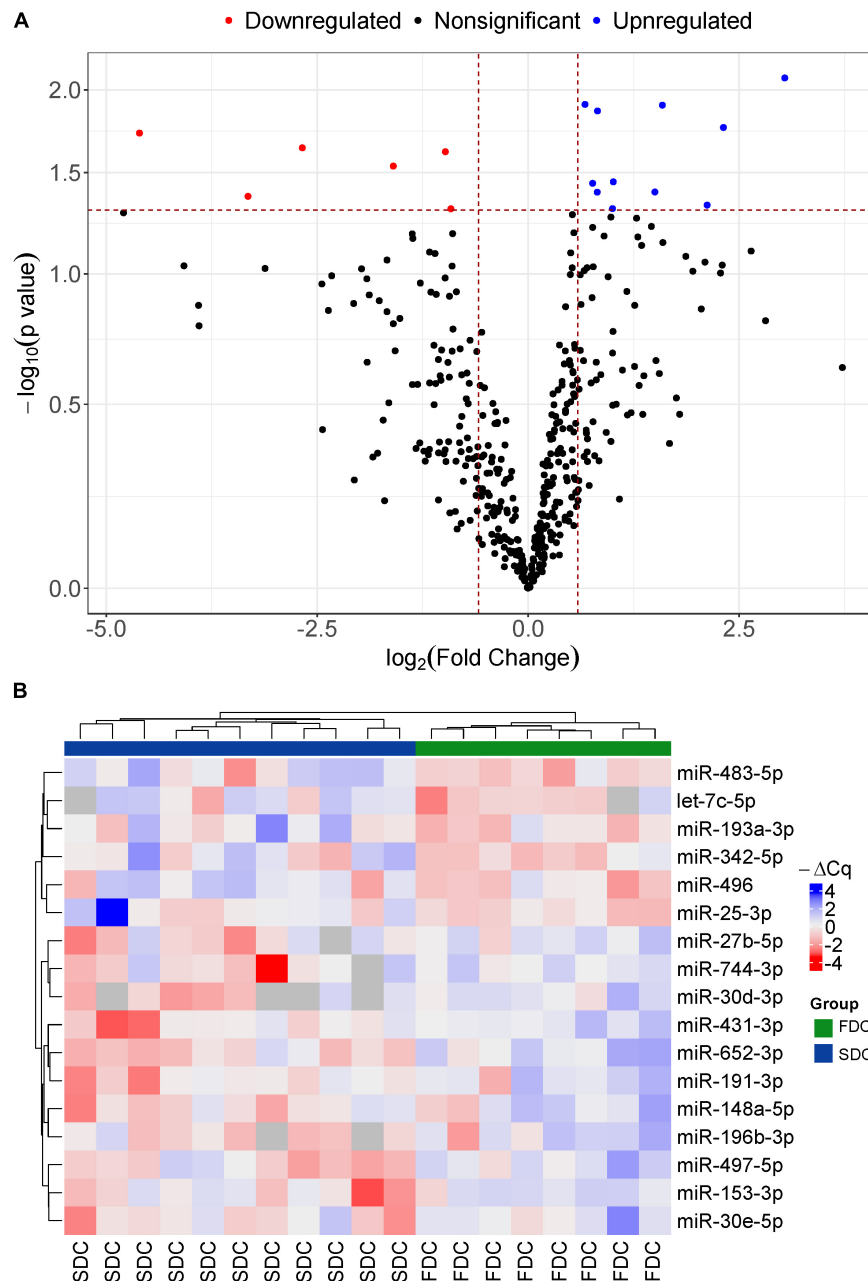 A
Downregulated Nonsignificant Upnregulated
2.0
1.5
1.0
0.5
0.0
− log10(p value)
-5.0 -2.5 0.0 2.5
log2(Fold Change)
B
miR-483-5p
let-7c-5p
miR-193a-3p
miR-342-5p
miR-496
miR-25-3p
miR-27b-5p
miR-744-3p
miR-30d-3p
miR-431-3p
miR-652-3p
miR-191-3p
miR-148a-5p
miR-196b-3p
miR-497-5p
miR-153-3p
miR-30e-5p
− ΔCq
4
2
0
-2
-4
Group
FDC
SDC
SDC SDC SDC SDC SDC SDC SDC SDC SDC SDC SDC FDC FDC FDC FDC FDC FDC FDC FDC